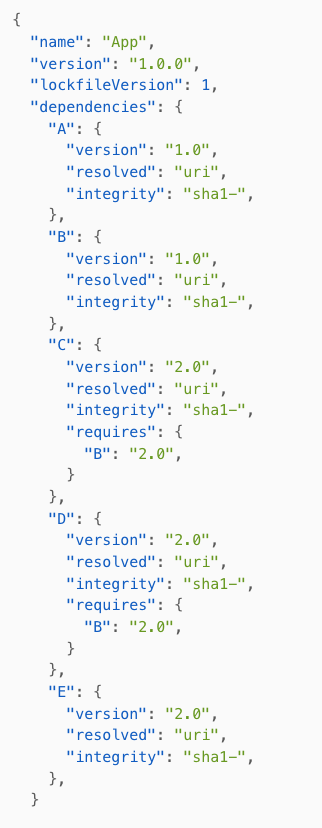 {
  "name": "App",
  "version": "1.0.0",
  "lockfileVersion": 1,
  "dependencies": {
    "A": {
      "version": "1.0",
      "resolved": "uri",
      "integrity": "sha1-",
    },
    "B": {
      "version": "1.0",
      "resolved": "uri",
      "integrity": "sha1-",
    },
    "C": {
      "version": "2.0",
      "resolved": "uri",
      "integrity": "sha1-",
      "requires": {
        "B": "2.0",
      }
    },
    "D": {
      "version": "2.0",
      "resolved": "uri",
      "integrity": "sha1-",
      "requires": {
        "B": "2.0",
      }
    },
    "E": {
      "version": "2.0",
      "resolved": "uri",
      "integrity": "sha1-",
    },
  }